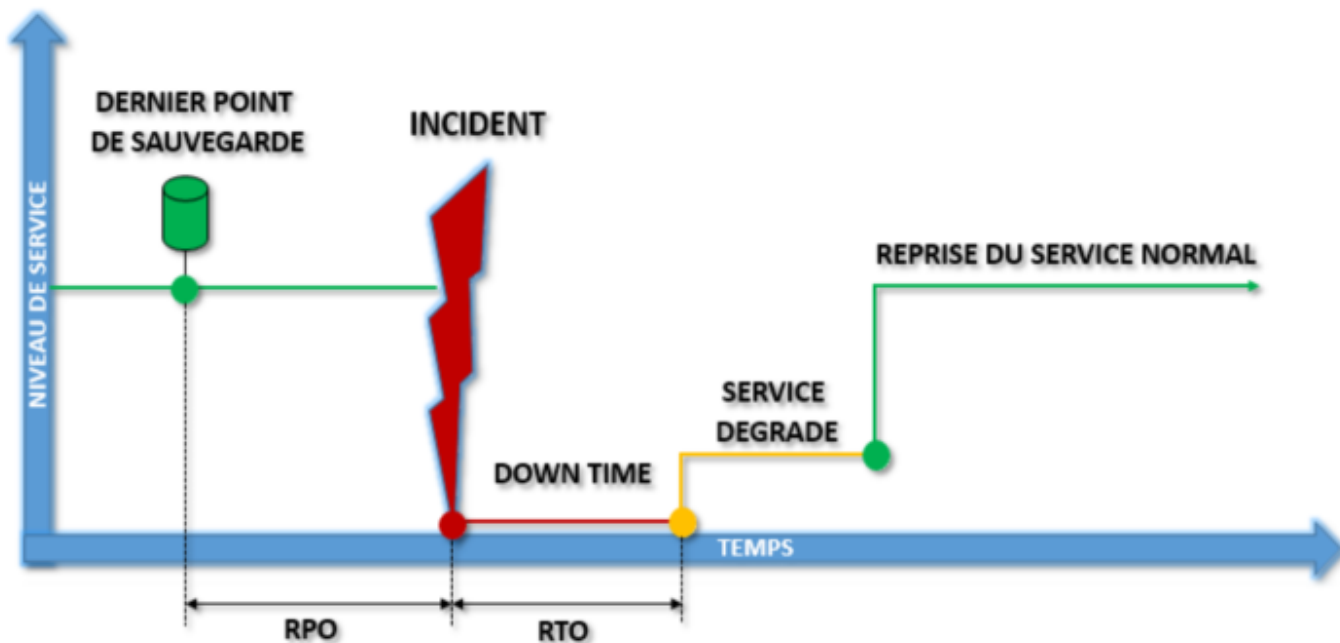 DERNIER POINT
DE SAUVEGARDE
INCIDENT
NIVEAU DE SERVICE
REPRISE DU SERVICE NORMAL
SERVICE
DEGRADE
DOWN TIME
TEMPS
RPO
RTO